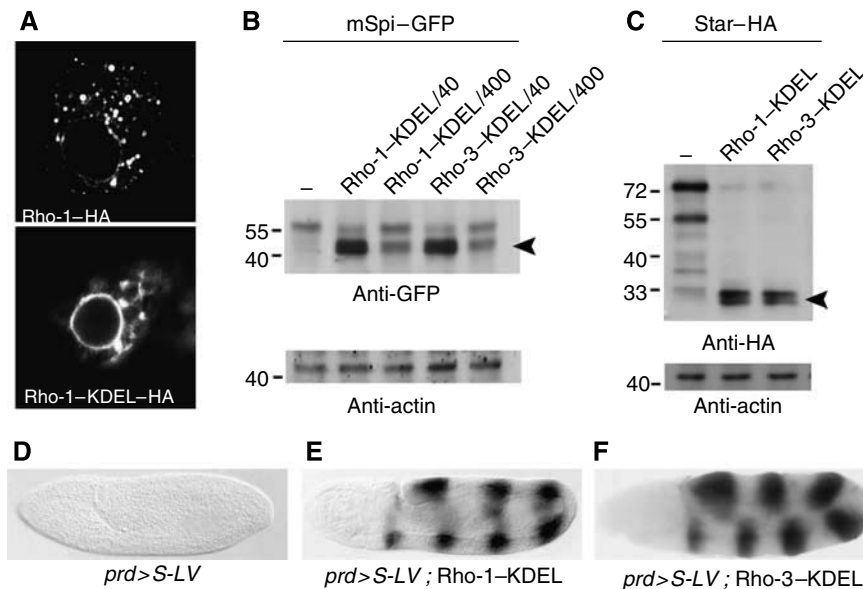 A
Rho-1–HA
Rho-1–KDEL–HA
B
mSpi–GFP
–
Rho-1–KDEL/40
Rho-1–KDEL/400
Rho-3–KDEL/40
Rho-3–KDEL/400
55
40
Anti-GFP
40
Anti-actin
C
Star–HA
–
Rho-1–KDEL
Rho-3–KDEL
72
55
40
33
Anti-HA
40
Anti-actin
D
prd>S-LV
E
prd>S-LV ; Rho-1–KDEL
F
prd>S-LV ; Rho-3–KDEL